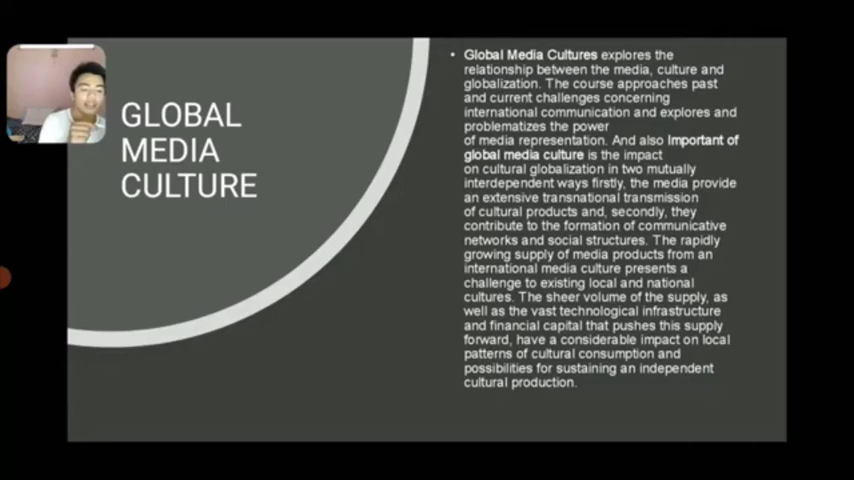 GLOBAL
MEDIA
CULTURE
• Global Media Cultures explores the
relationship between the media, culture and
globalization. The course approaches past
and current challenges concerning
international communication and explores and
problematizes the power
of media representation. And also Important of
global media culture is the impact
on cultural globalization in two mutually
interdependent ways firstly, the media provide
an extensive transnational transmission
of cultural products and, secondly, they
contribute to the formation of communicative
networks and social structures. The rapidly
growing supply of media products from an
international media culture presents a
challenge to existing local and national
cultures. The sheer volume of the supply, as
well as the vast technological infrastructure
and financial capital that pushes this supply
forward, have a considerable impact on local
patterns of cultural consumption and
possibilities for sustaining an independent
cultural production.